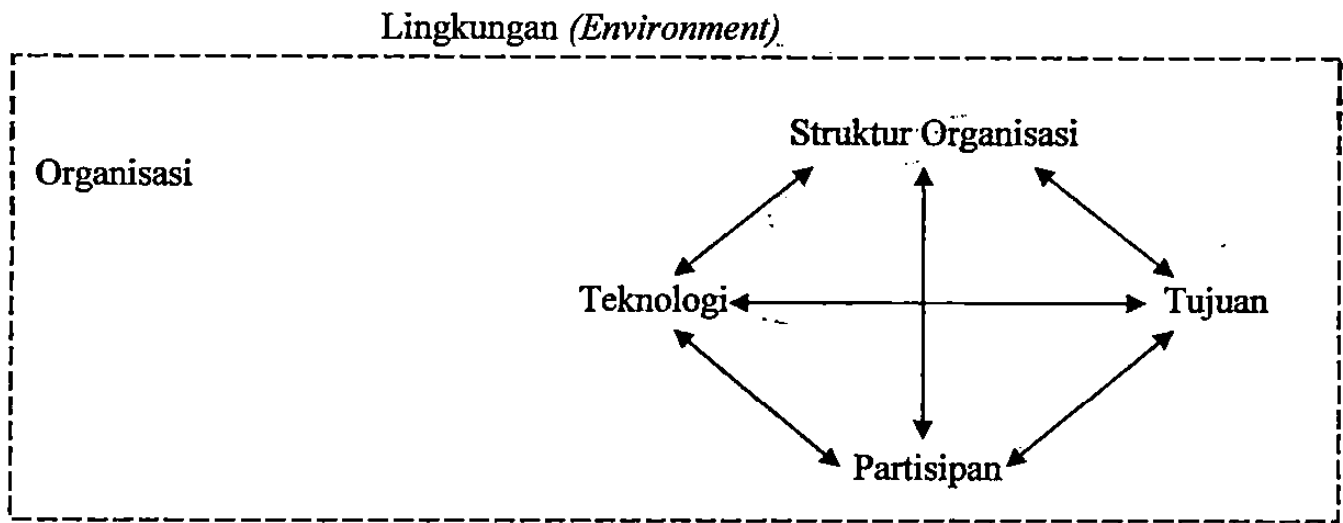 Lingkungan (Environment)
Struktur Organisasi
Organisasi
Teknologi
Tujuan
Partisipan